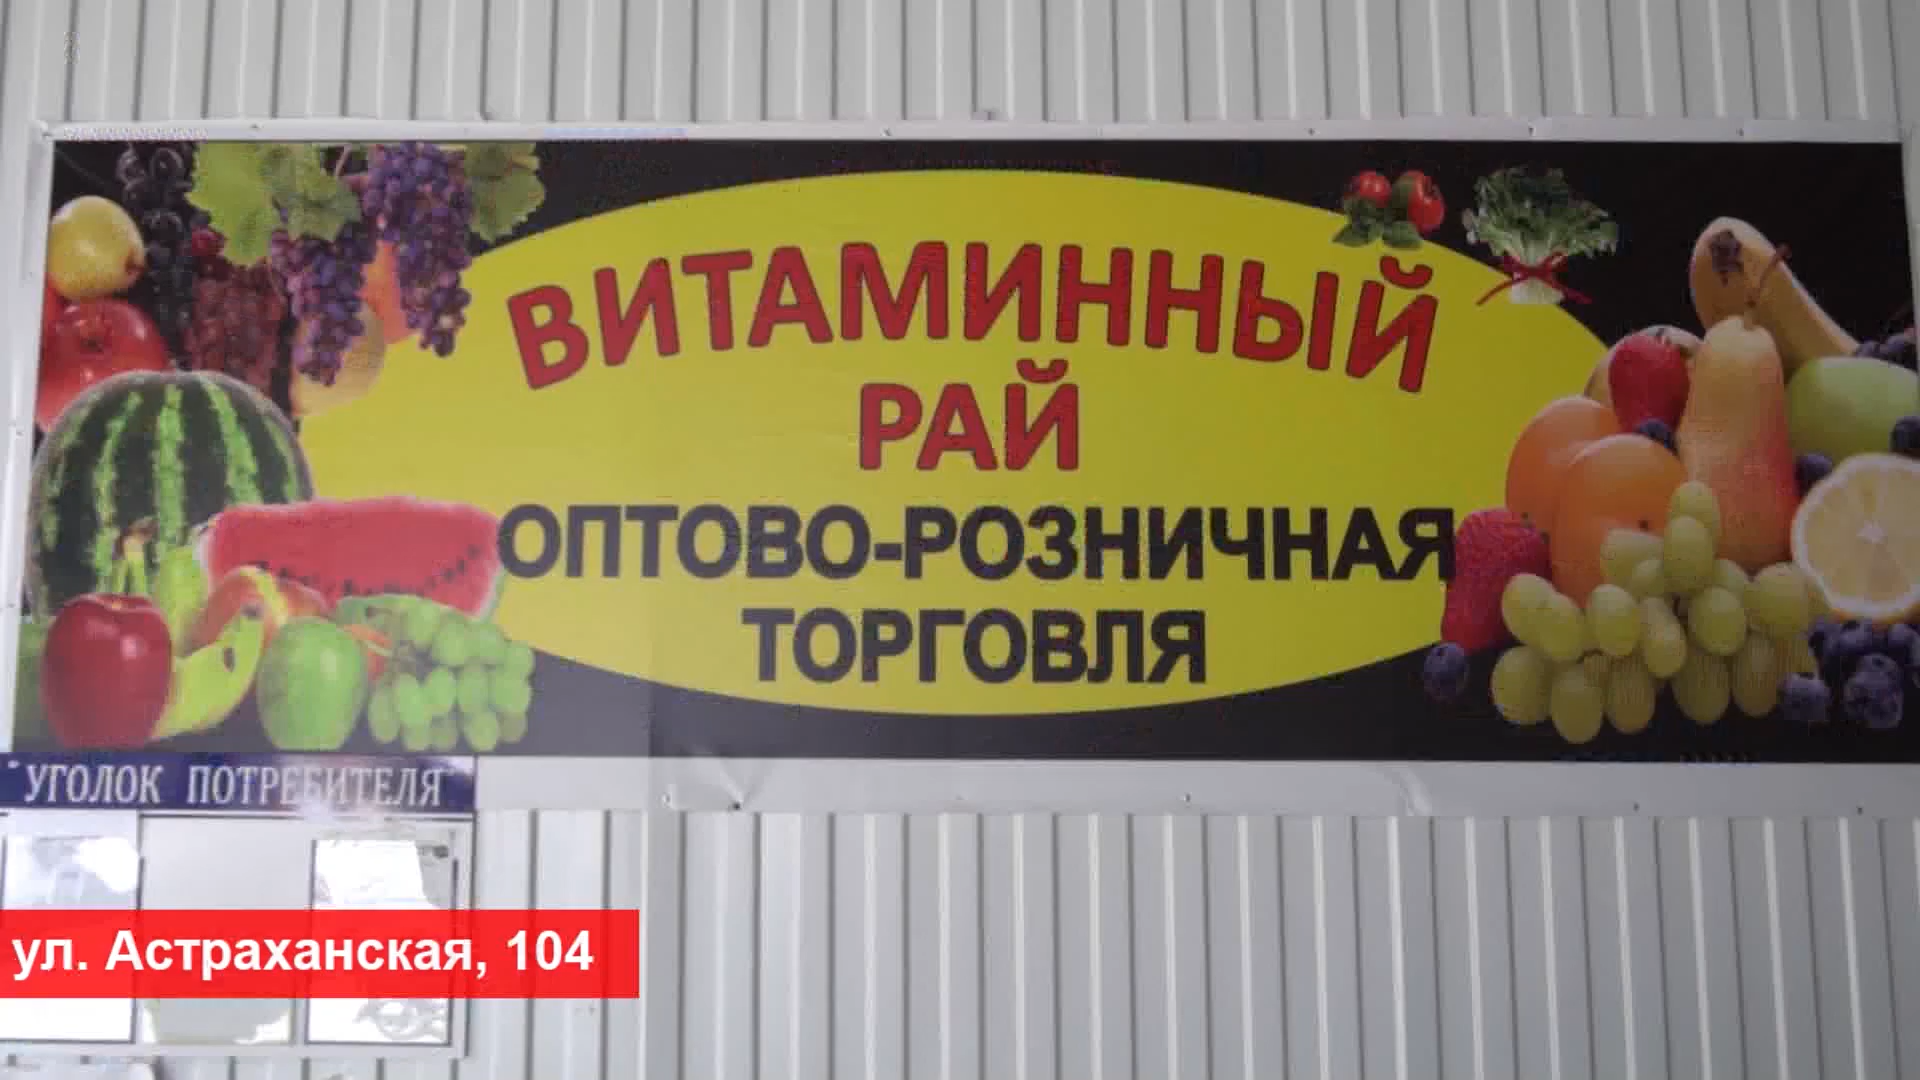 ВИТАМИННЫЙ
РАЙ
ОПТОВО-РОЗНИЧНАЯ
ТОРГОВЛЯ
"УГОЛОК ПОТРЕБИТЕЛЯ"
ул. Астраханская, 104